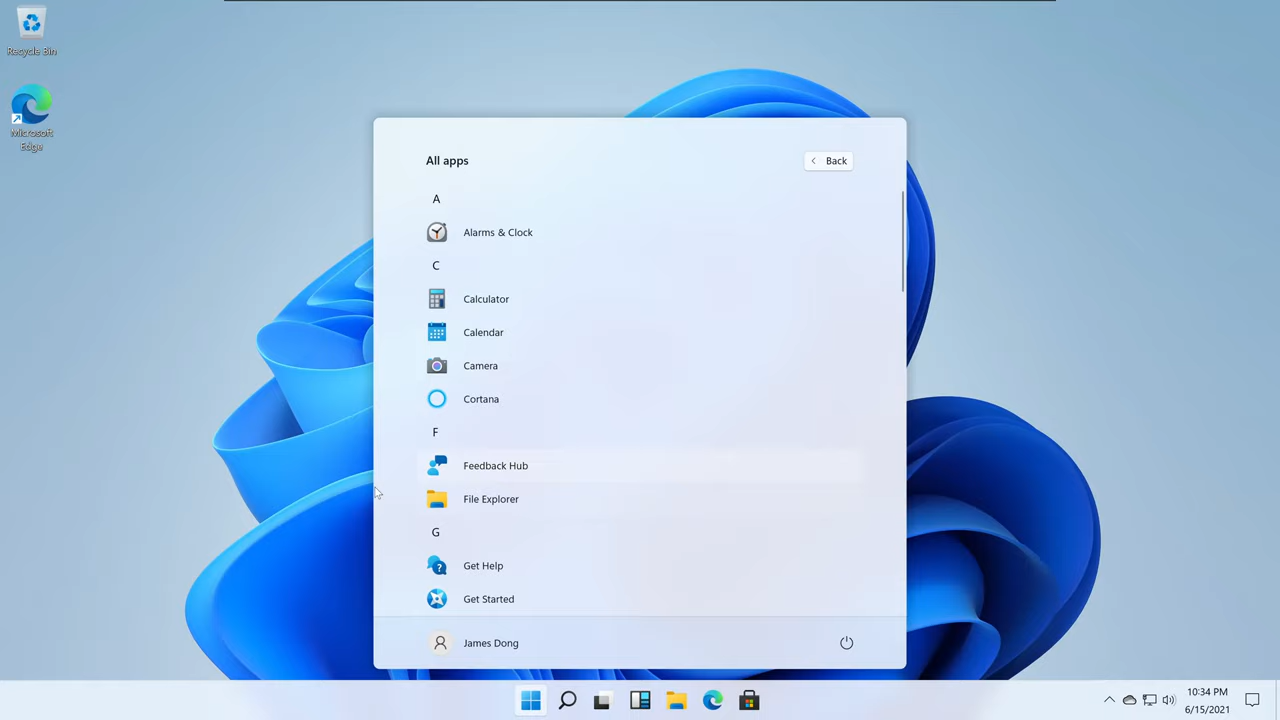 Recycle Bin
Microsoft
Edge
All apps
Back
A
Alarms & Clock
C
Calculator
Calendar
Camera
Cortana
F
Feedback Hub
File Explorer
G
Get Help
Get Started
James Dong
10:34 PM
6/15/2021